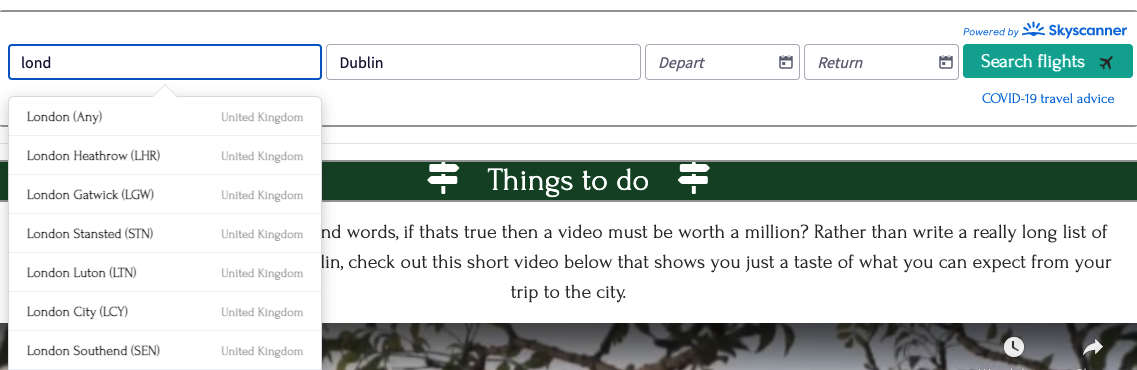 Powered by Skyscanner
lond
Dublin
Depart
Return
Search flights
COVID-19 travel advice
London (Any) United Kingdom
London Heathrow (LHR) United Kingdom
London Gatwick (LGW) United Kingdom
London Stansted (STN) United Kingdom
London Luton (LTN) United Kingdom
London City (LCY) United Kingdom
London Southend (SEN) United Kingdom
Things to do
nd words, if thats true then a video must be worth a million? Rather than write a really long list of
lin, check out this short video below that shows you just a taste of what you can expect from your
trip to the city.